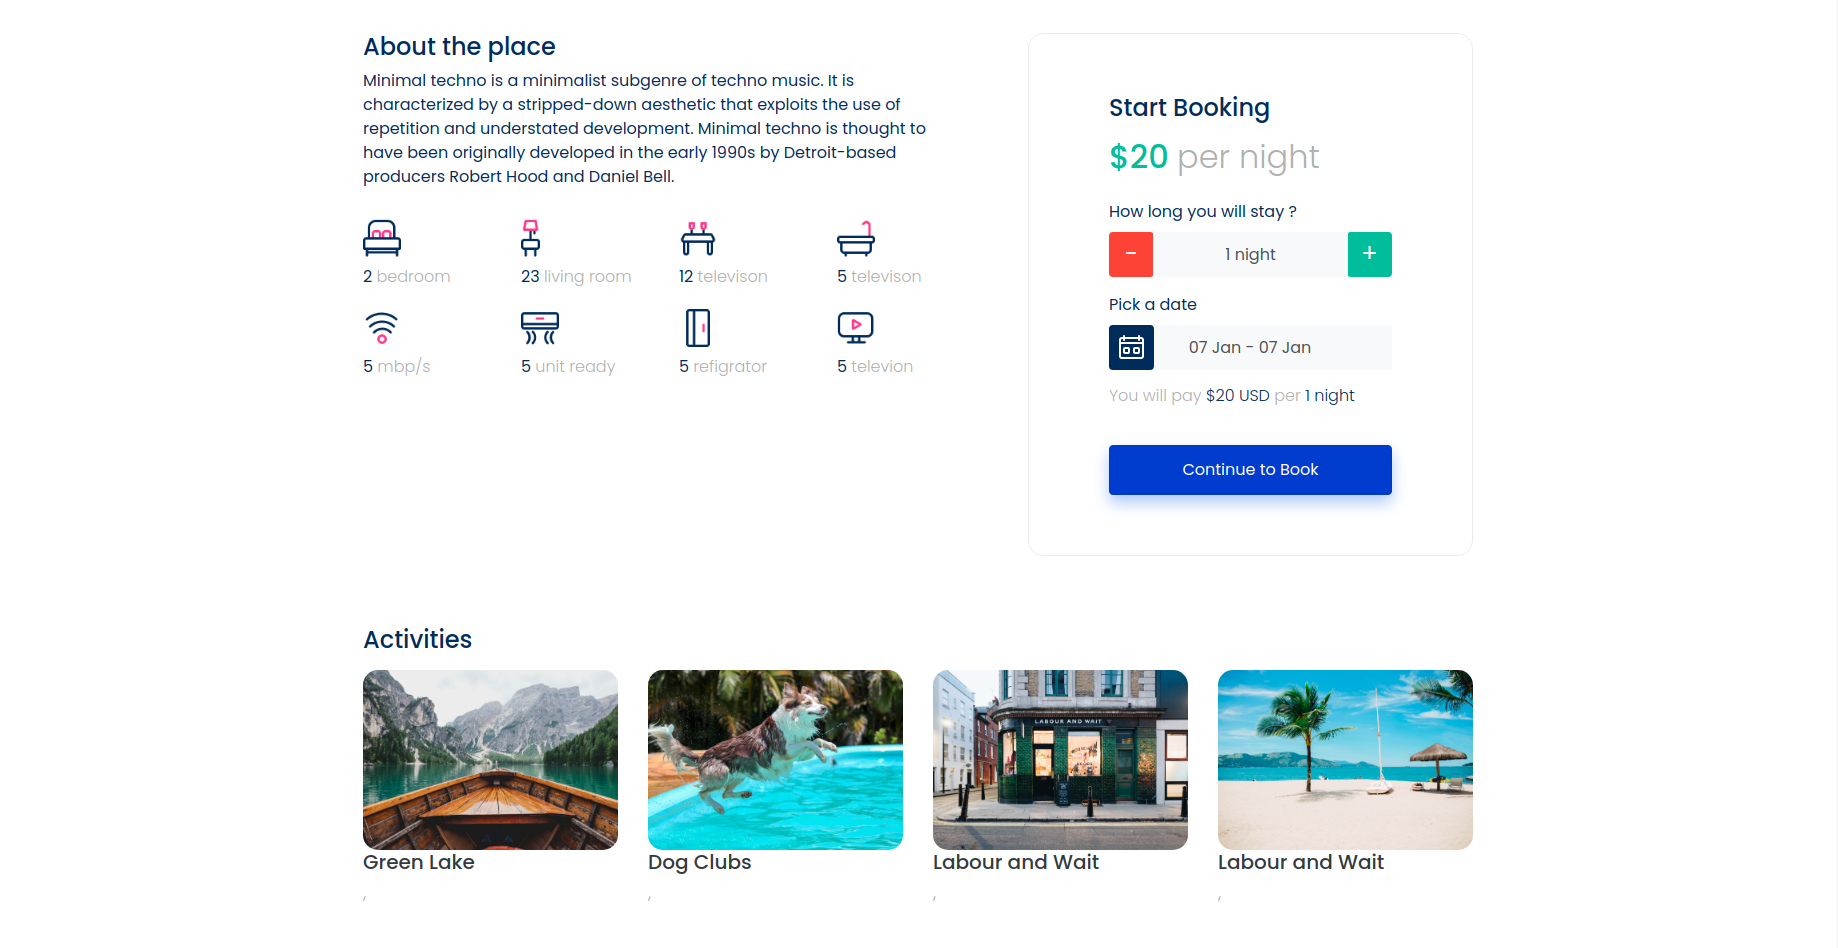 About the place
Minimal techno is a minimalist subgenre of techno music. It is
characterized by a stripped-down aesthetic that exploits the use of
repetition and understated development. Minimal techno is thought to
have been originally developed in the early 1990s by Detroit-based
producers Robert Hood and Daniel Bell.
2 bedroom
23 living room
12 televison
5 televison
5 mbp/s
5 unit ready
5 refigrator
5 televion
Start Booking
$20 per night
How long you will stay ?
-
1 night
+
Pick a date
07 Jan - 07 Jan
You will pay $20 USD per 1 night
Continue to Book
Activities
LABOUR AND WAIT
Green Lake
,
Dog Clubs
,
Labour and Wait
,
Labour and Wait
,